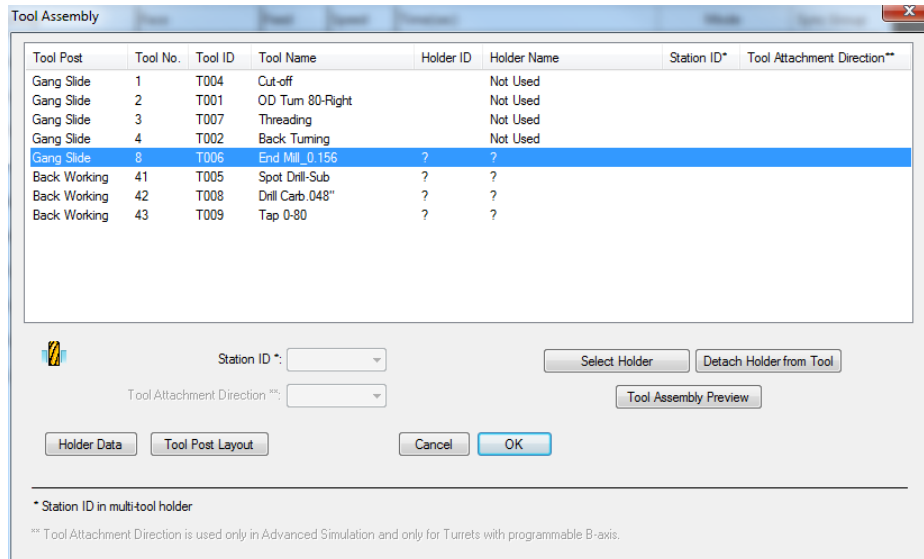 Tool Assembly
Tool Post Tool No. Tool ID Tool Name Holder ID Holder Name Station ID* Tool Attachment Direction**
Gang Slide 1 T004 Cut-off Not Used
Gang Slide 2 T001 OD Turn 80-Right Not Used
Gang Slide 3 T007 Threading Not Used
Gang Slide 4 T002 Back Turning Not Used
Gang Slide 8 T006 End Mill_0.156 ? ?
Back Working 41 T005 Spot Drill-Sub ? ?
Back Working 42 T008 Drill Carb.048" ? ?
Back Working 43 T009 Tap 0-80 ? ?
Station ID *: Select Holder Detach Holder from Tool
Tool Attachment Direction **: Tool Assembly Preview
Holder Data Tool Post Layout Cancel OK
* Station ID in multi-tool holder
** Tool Attachment Direction is used only in Advanced Simulation and only for Turrets with programmable B-axis.